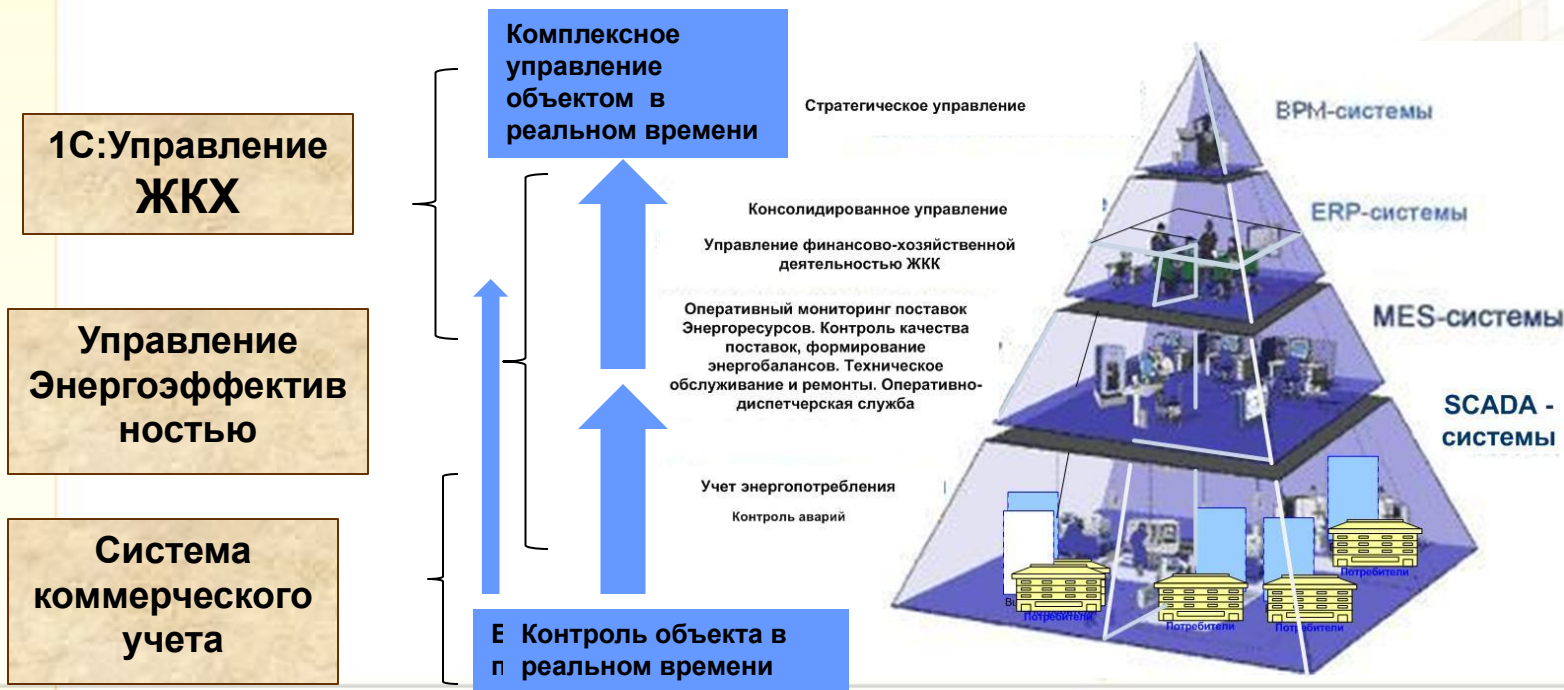 1С:Управление
ЖКХ
Управление
Энергоэффектив
ностью
Система
коммерческого
учета
Комплексное
управление
объектом в
реальном времени
Контроль объекта в
реальном времени
Стратегическое управление
Консолидированное управление
Управление финансово-хозяйственной
деятельностью ЖКК
Оперативный мониторинг поставок
Энергоресурсов. Контроль качества
поставок, формирование
энергобалансов. Техническое
обслуживание и ремонты. Оперативно-
диспетчерская служба
Учет энергопотребления
Контроль аварий
BPM-системы
ERP-системы
MES-системы
SCADA -
системы
Потребители
Потребители
Потребители
Потребители